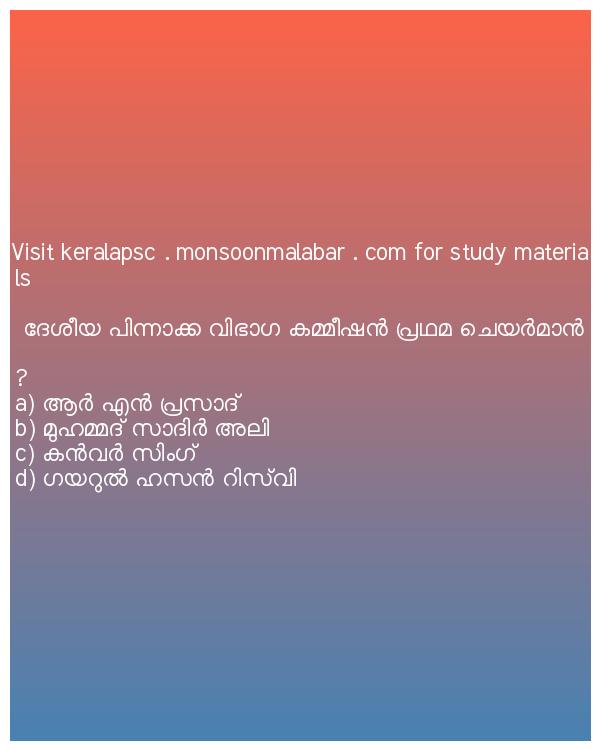 Visit keralapsc . monsoonmalabar . com for study materia
ls
ദേശീയ പിന്നാക്ക വിഭാഗ കമ്മീഷൻ പ്രഥമ ചെയർമാൻ
?
a) ആർ എൻ പ്രസാദ്
b) മുഹമ്മദ് സാദിർ അലി
c) കൻവർ സിംഗ്
d) ഗയറുൽ ഹസൻ റിസ്‌വി